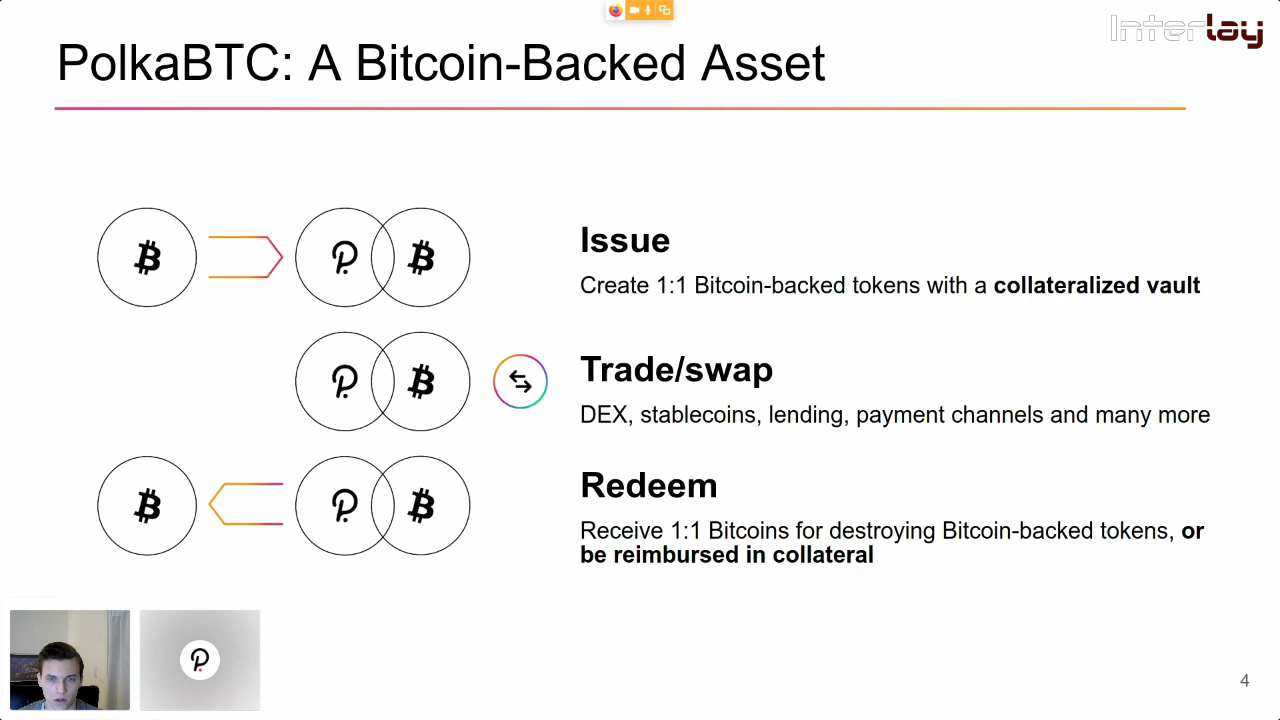 Interlay
PolkaBTC: A Bitcoin-Backed Asset
Issue
Create 1:1 Bitcoin-backed tokens with a collateralized vault
Trade/swap
DEX, stablecoins, lending, payment channels and many more
Redeem
Receive 1:1 Bitcoins for destroying Bitcoin-backed tokens, or
be reimbursed in collateral
4